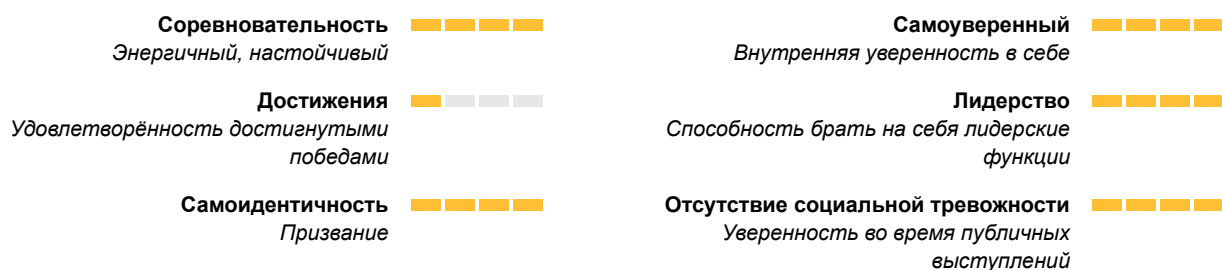 Соревновательность
Энергичный, настойчивый
Достижения
Удовлетворённость достигнутыми
победами
Самоидентичность
Призвание
Самоуверенный
Внутренняя уверенность в себе
Лидерство
Способность брать на себя лидерские
функции
Отсутствие социальной тревожности
Уверенность во время публичных
выступлений